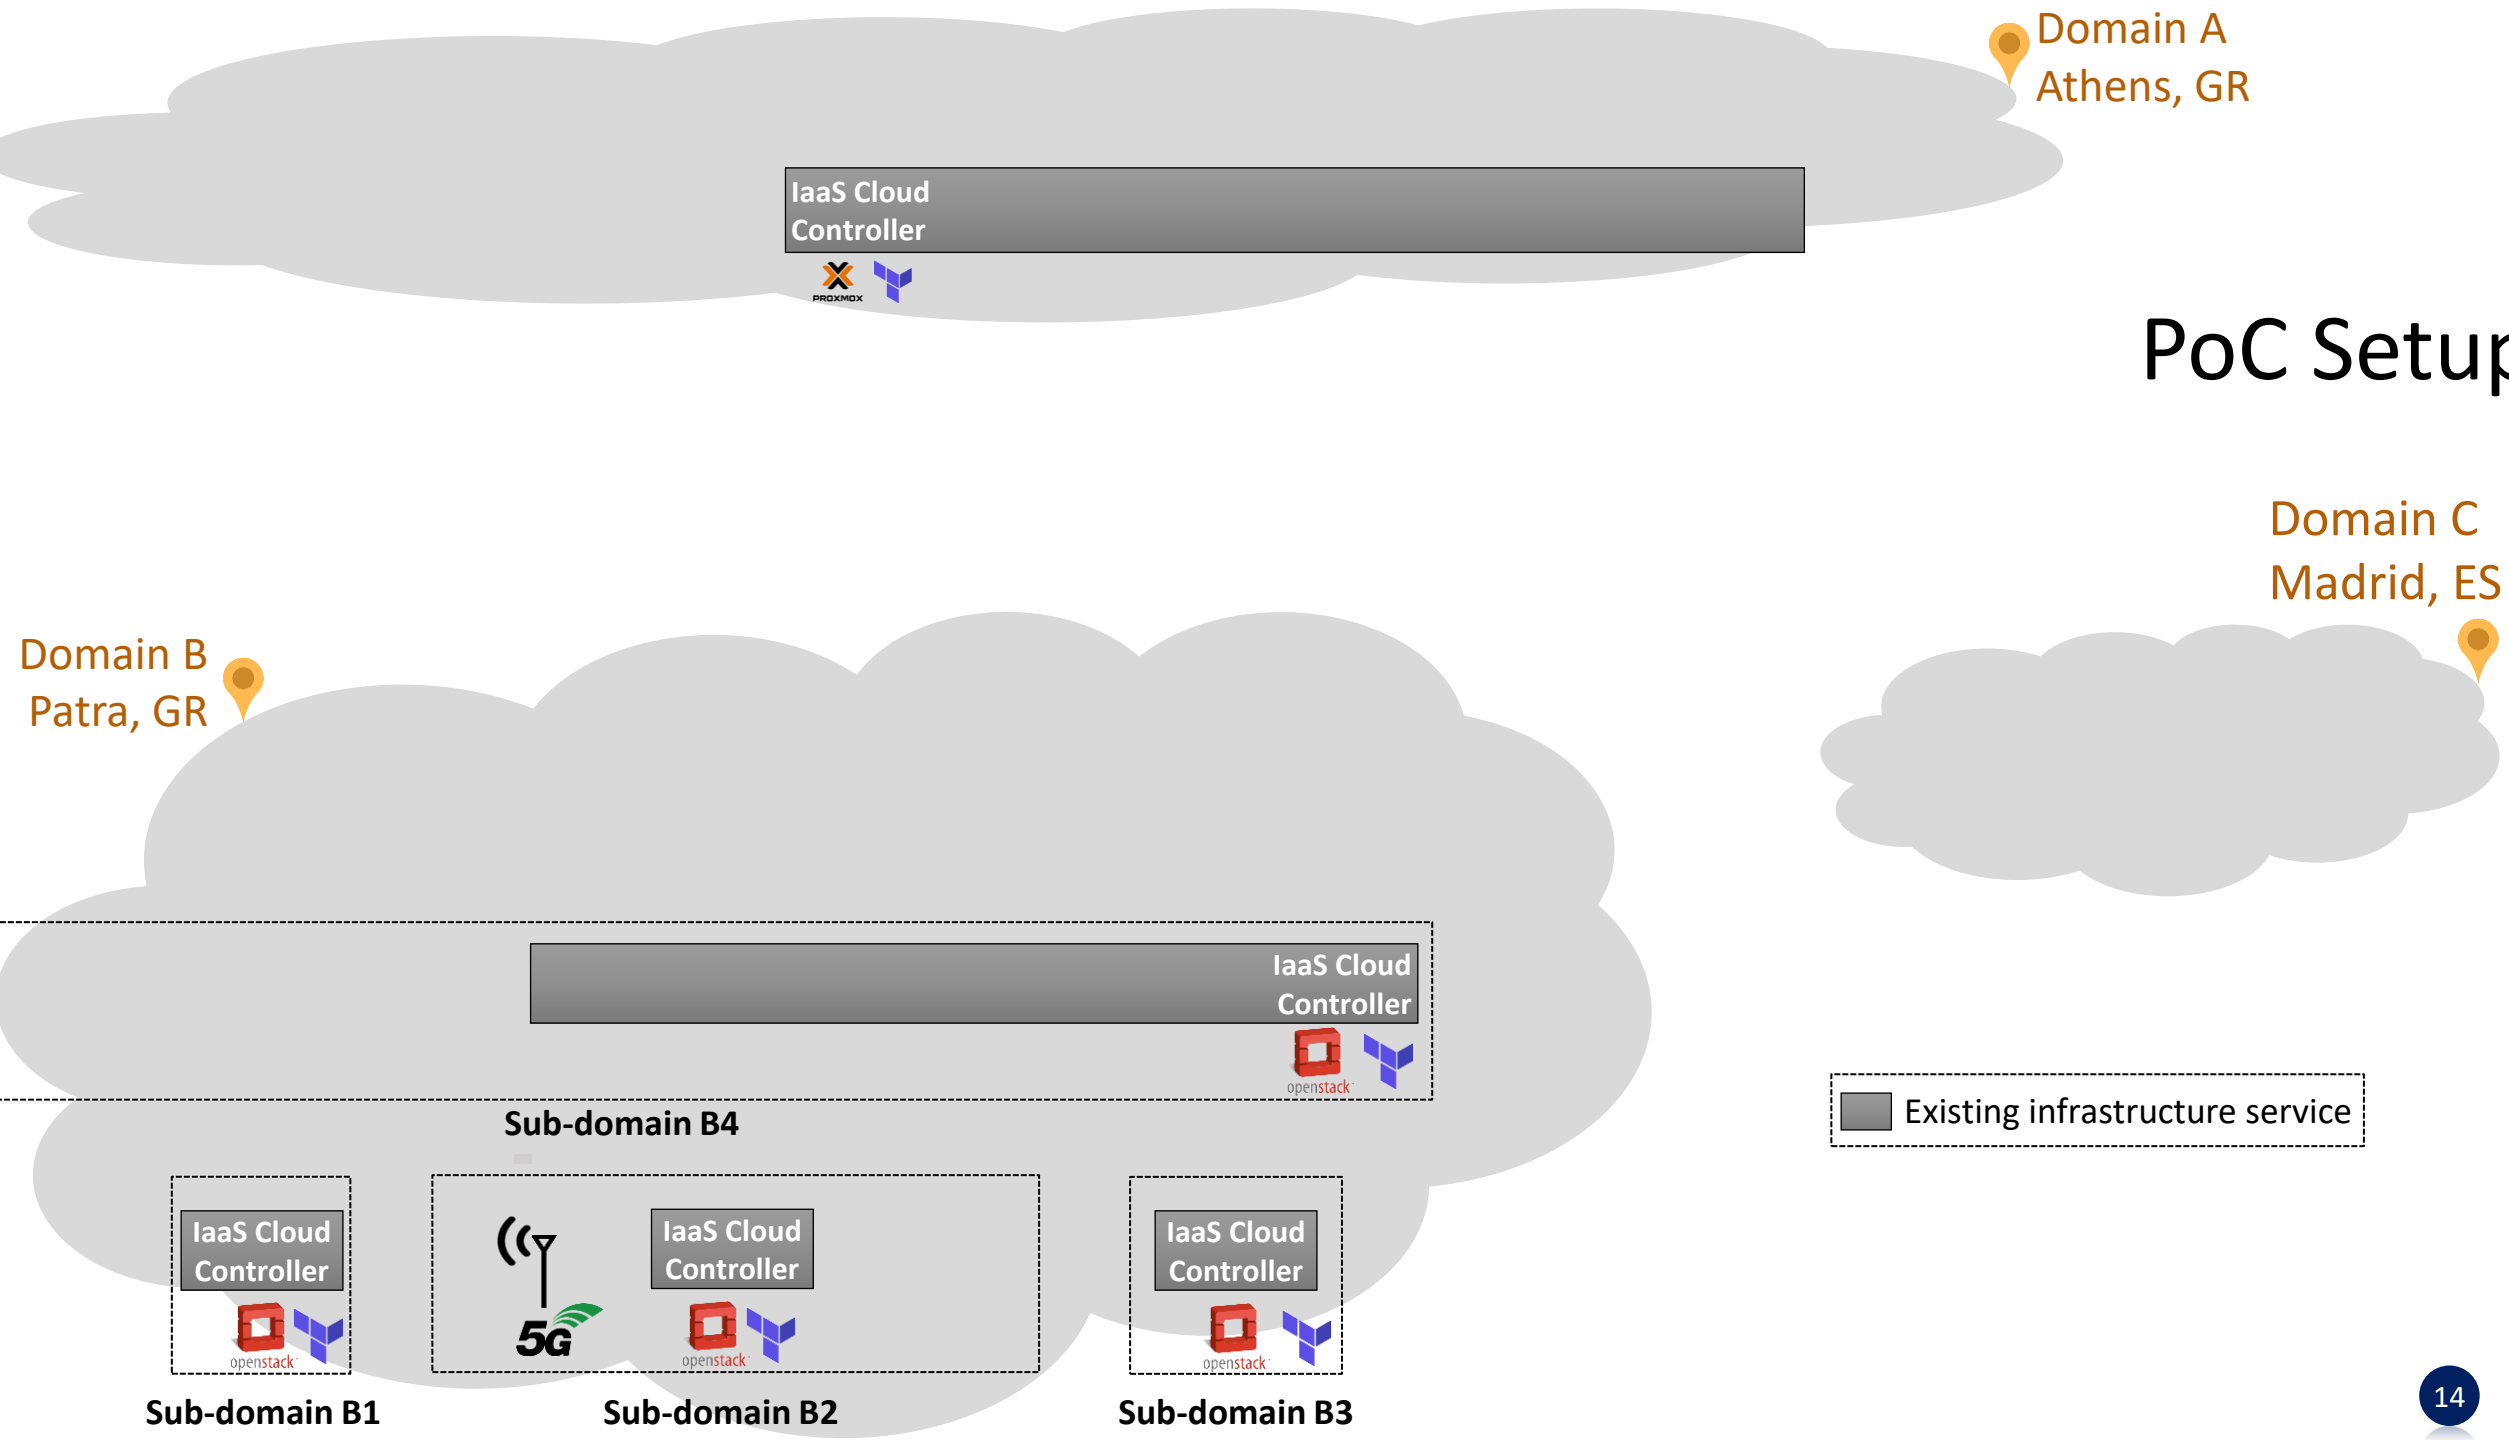 Domain A
Athens, GR
IaaS Cloud
Controller
PROXMOX
PoC Setup
Domain C
Madrid, ES
Domain B
Patra, GR
IaaS Cloud
Controller
openstack
Sub-domain B4
Existing infrastructure service
IaaS Cloud
Controller
openstack
Sub-domain B1
5G
IaaS Cloud
Controller
openstack
Sub-domain B2
IaaS Cloud
Controller
openstack
Sub-domain B3
14